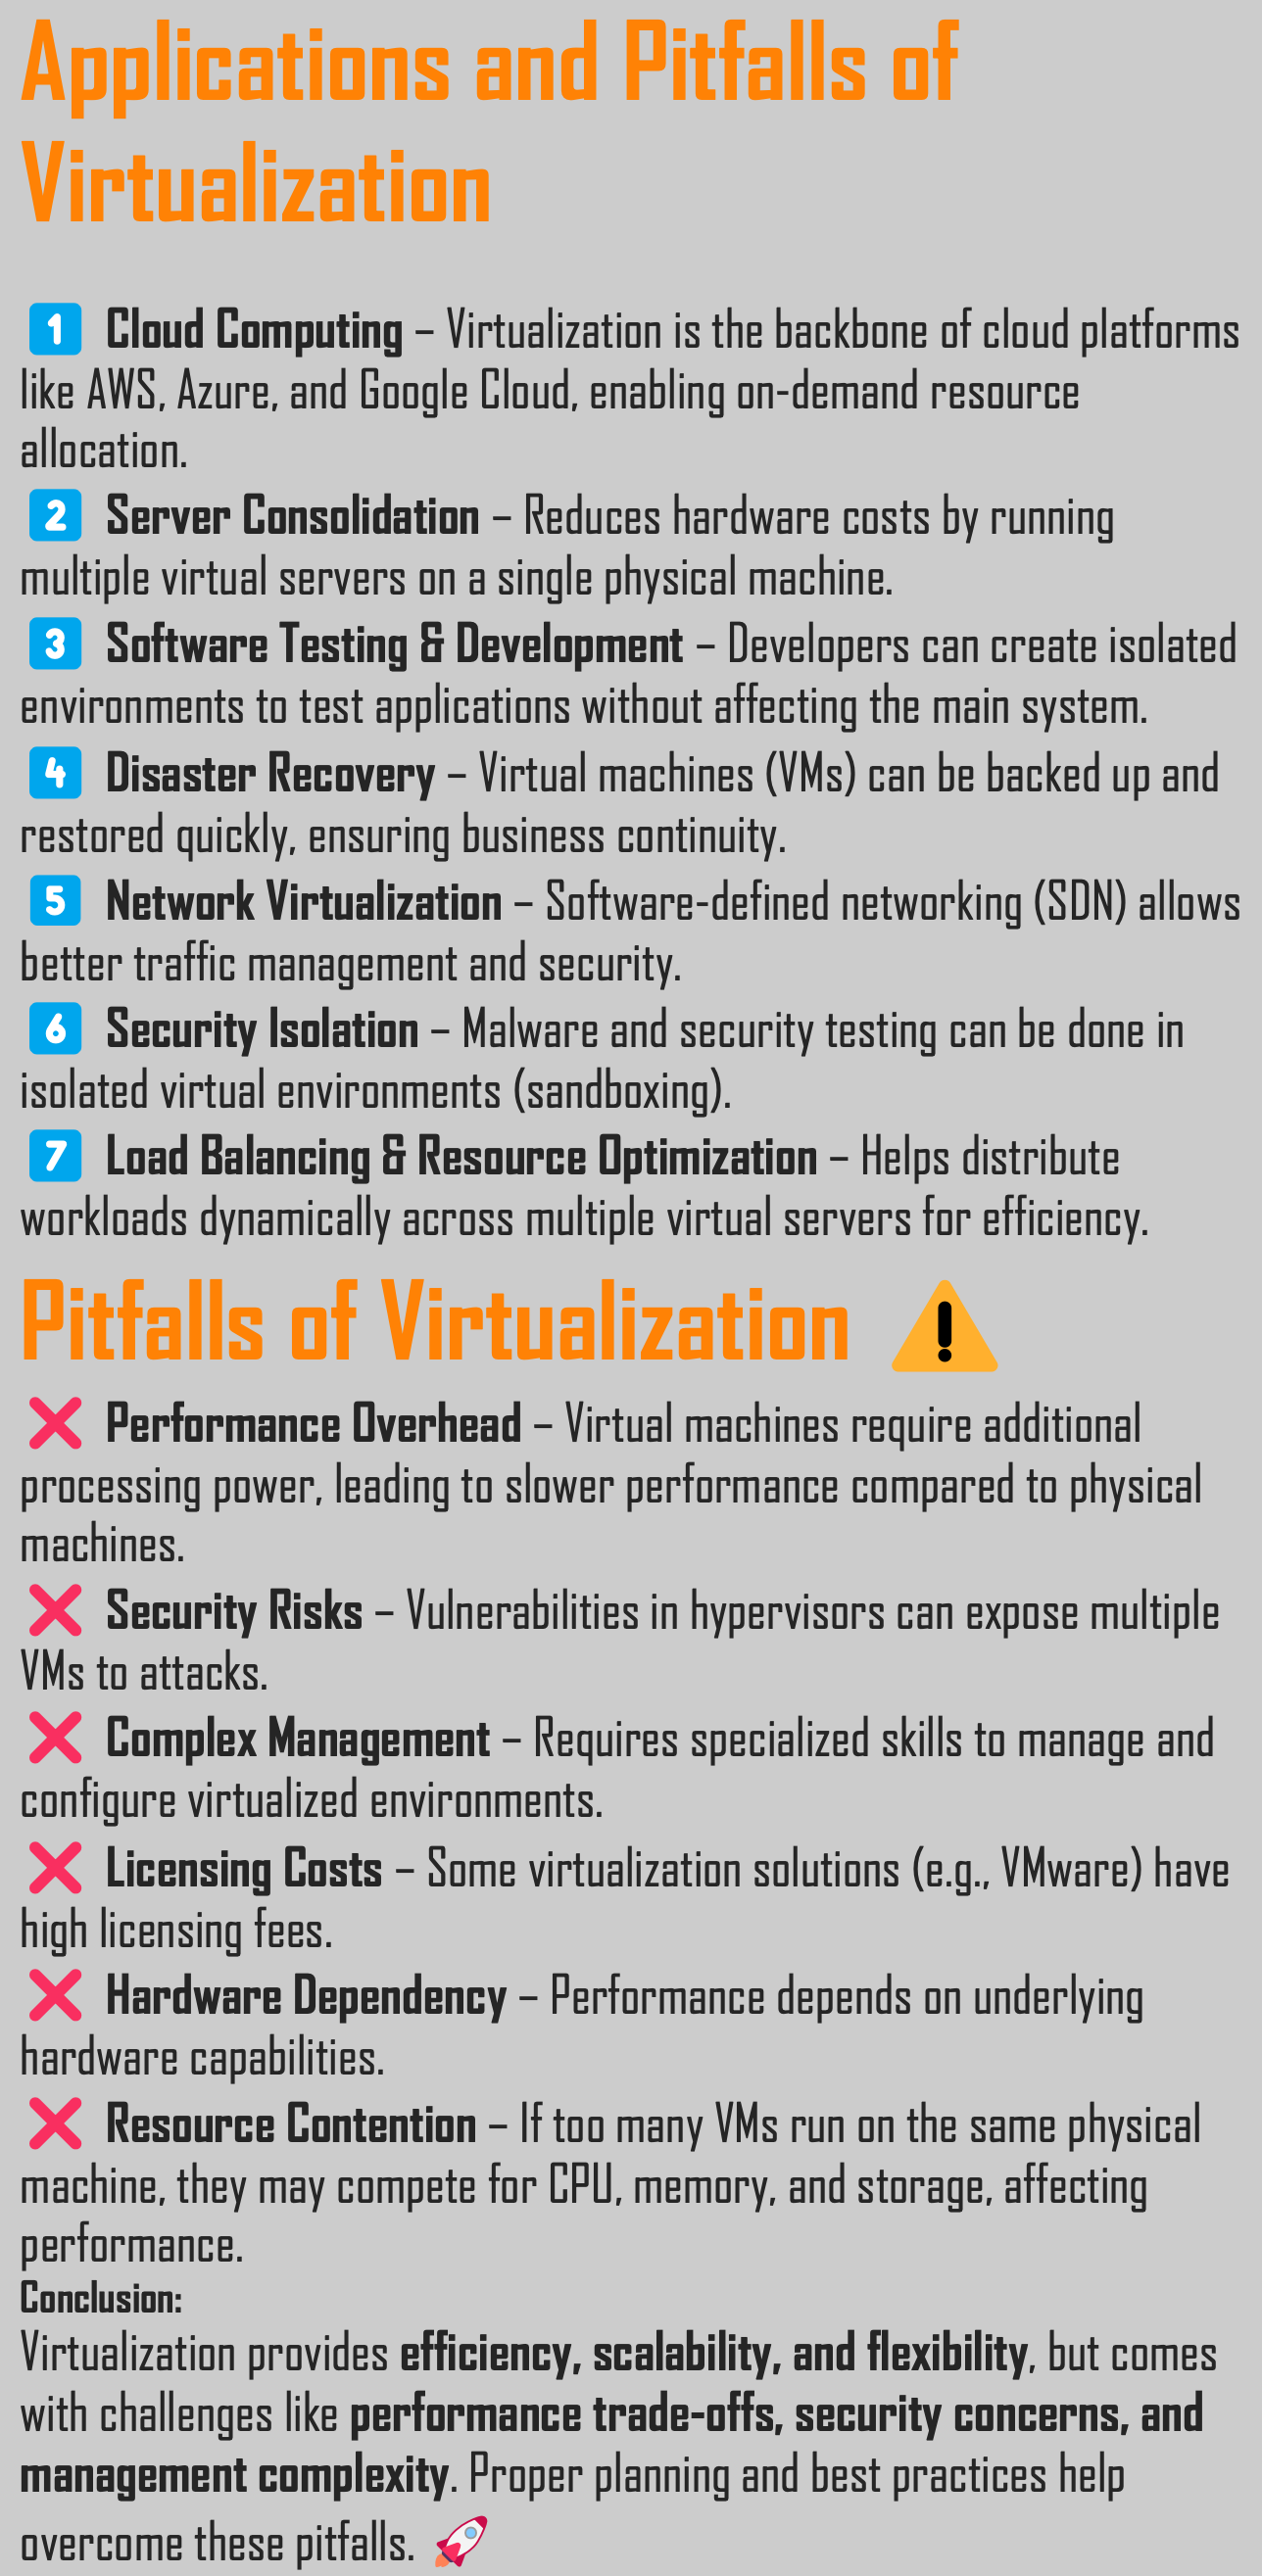 Applications and Pitfalls of
Virtualization
1 Cloud Computing – Virtualization is the backbone of cloud platforms
like AWS, Azure, and Google Cloud, enabling on-demand resource
allocation.
2 Server Consolidation – Reduces hardware costs by running
multiple virtual servers on a single physical machine.
3 Software Testing & Development – Developers can create isolated
environments to test applications without affecting the main system.
4 Disaster Recovery – Virtual machines (VMs) can be backed up and
restored quickly, ensuring business continuity.
5 Network Virtualization – Software-defined networking (SDN) allows
better traffic management and security.
6 Security Isolation – Malware and security testing can be done in
isolated virtual environments (sandboxing).
7 Load Balancing & Resource Optimization – Helps distribute
workloads dynamically across multiple virtual servers for efficiency.
Pitfalls of Virtualization ⚠️
❌ Performance Overhead – Virtual machines require additional
processing power, leading to slower performance compared to physical
machines.
❌ Security Risks – Vulnerabilities in hypervisors can expose multiple
VMs to attacks.
❌ Complex Management – Requires specialized skills to manage and
configure virtualized environments.
❌ Licensing Costs – Some virtualization solutions (e.g., VMware) have
high licensing fees.
❌ Hardware Dependency – Performance depends on underlying
hardware capabilities.
❌ Resource Contention – If too many VMs run on the same physical
machine, they may compete for CPU, memory, and storage, affecting
performance.
Conclusion:
Virtualization provides efficiency, scalability, and flexibility, but comes
with challenges like performance trade-offs, security concerns, and
management complexity. Proper planning and best practices help
overcome these pitfalls. 🚀